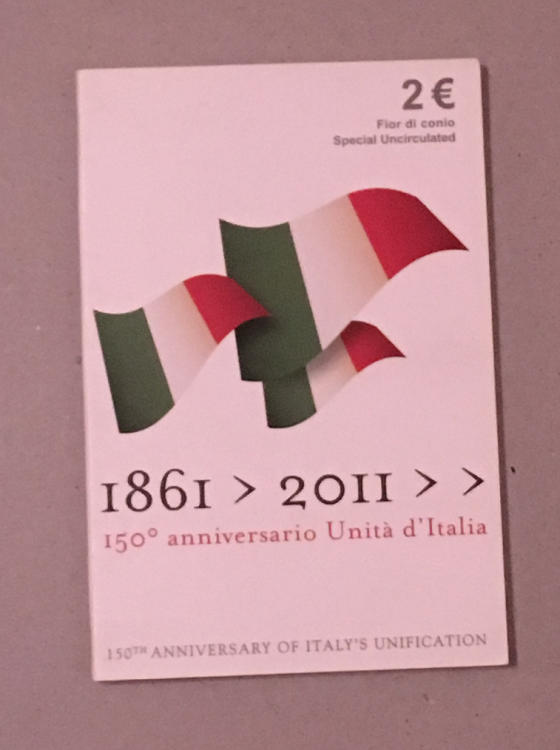 2 €
Fior di conio
Special Uncirculated
1861 > 2011 > >
150° anniversario Unità d'Italia
150TH ANNIVERSARY OF ITALY'S UNIFICATION